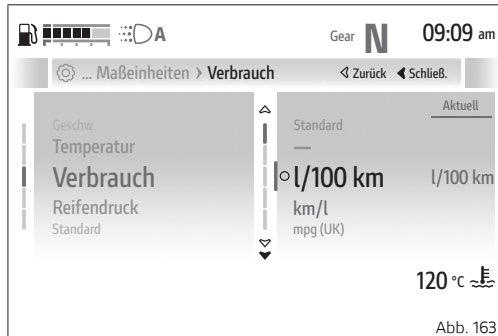 A Gear N 09:09 am
... Maßeinheiten > Verbrauch Zurück Schließ.
Aktuell
Geschw.
Temperatur
Verbrauch
Reifendruck
Standard
Standard
—
l/100 km l/100 km
km/l
mpg (UK)
120 °C
Abb. 163